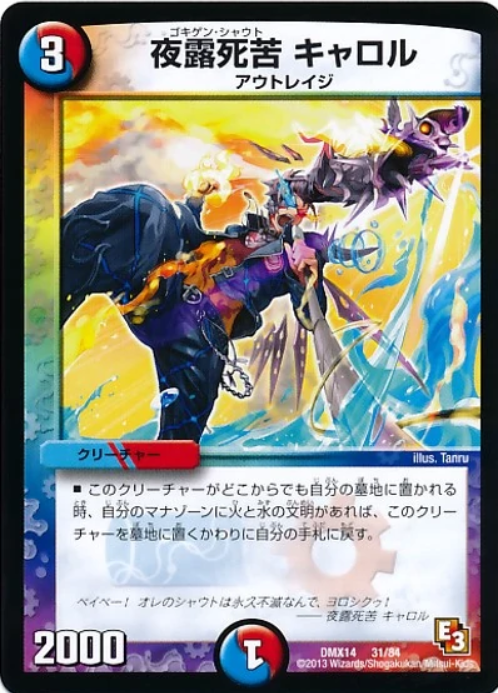 3
ゴキゲン・シャウト
夜露死苦 キャロル
アウトレイジ
クリーチャー
illus. Tanru
■ このクリーチャーがどこからでも自分の墓地に置かれる
時、自分のマナゾーンに火と水の文明があれば、このクリー
チャーを墓地に置くかわりに自分の手札に戻す。
ベイベー! オレのシャウトは永久不滅なんで、ヨロシクゥ!
—— 夜露死苦 キャロル
2000
1
E3
DMX14 31/84
©2013 Wizards/Shogakukan/Mitsui-Kids